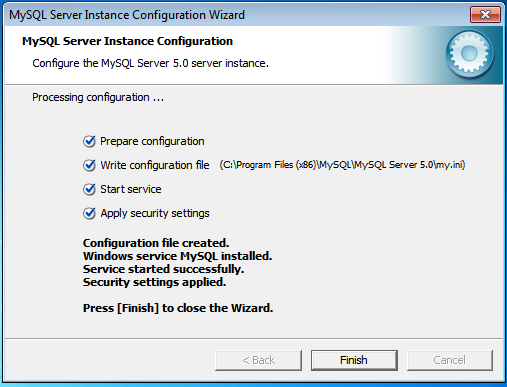 MySQL Server Instance Configuration Wizard
MySQL Server Instance Configuration
Configure the MySQL Server 5.0 server instance.
Processing configuration ...
Prepare configuration
Write configuration file (C:\Program Files (x86)\MySQL\MySQL Server 5.0\my.ini)
Start service
Apply security settings
Configuration file created.
Windows service MySQL installed.
Service started successfully.
Security settings applied.
Press [Finish] to close the Wizard.
< Back Finish Cancel